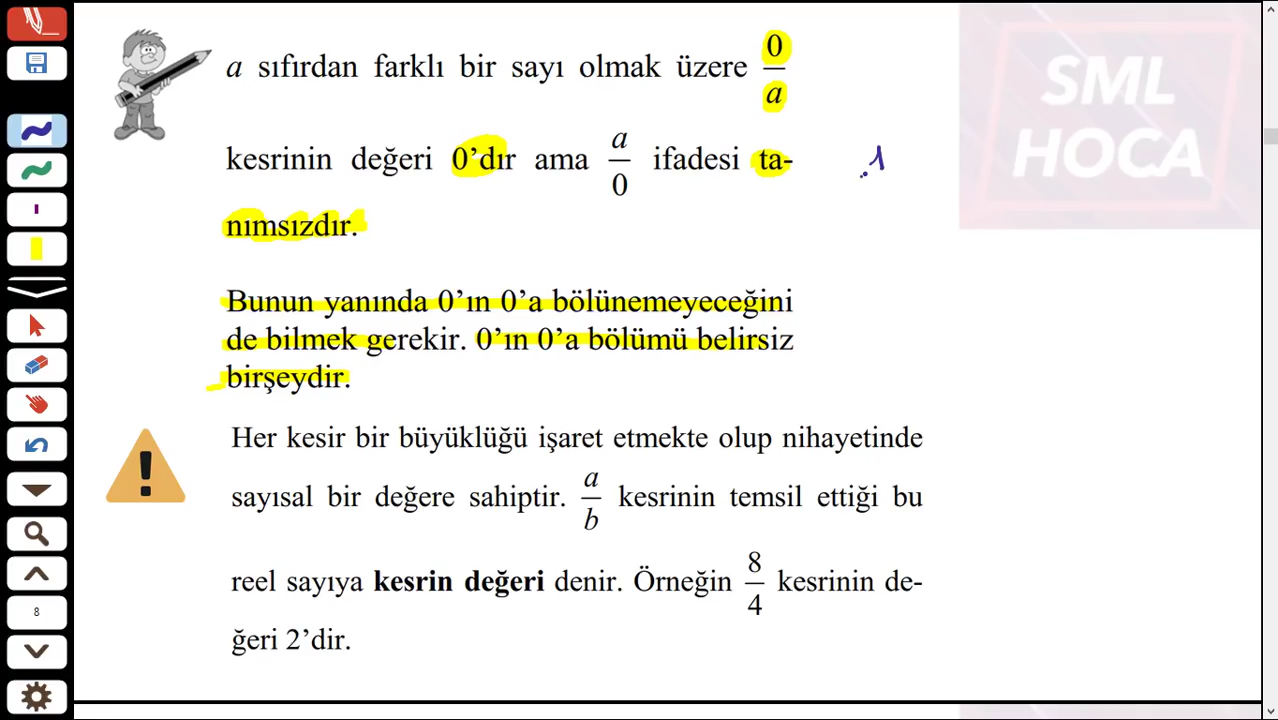 a sıfırdan farklı bir sayı olmak üzere 0/a
kesrinin değeri 0’dır ama a/0 ifadesi ta-
nımsızdır.
1
SML
HOCA
Bunun yanında 0’ın 0’a bölünemeyeceğini
de bilmek gerekir. 0’ın 0’a bölümü belirsiz
birşeydir.
Her kesir bir büyüklüğü işaret etmekte olup nihayetinde
sayısal bir değere sahiptir. a/b kesrinin temsil ettiği bu
reel sayıya kesrin değeri denir. Örneğin 8/4 kesrinin de-
ğeri 2’dir.
8